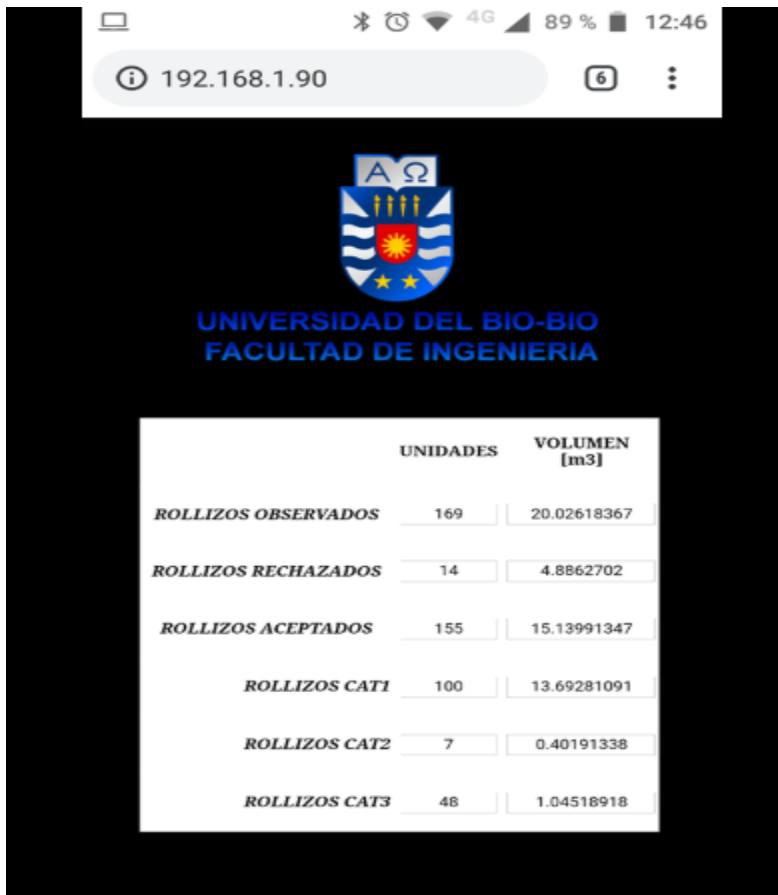 4G 89 % 12:46
192.168.1.90 6
Α Ω
UNIVERSIDAD DEL BIO-BIO
FACULTAD DE INGENIERIA
UNIDADES VOLUMEN [m3]
ROLLIZOS OBSERVADOS 169 20.02618367
ROLLIZOS RECHAZADOS 14 4.8862702
ROLLIZOS ACEPTADOS 155 15.13991347
ROLLIZOS CAT1 100 13.69281091
ROLLIZOS CAT2 7 0.40191338
ROLLIZOS CAT3 48 1.04518918